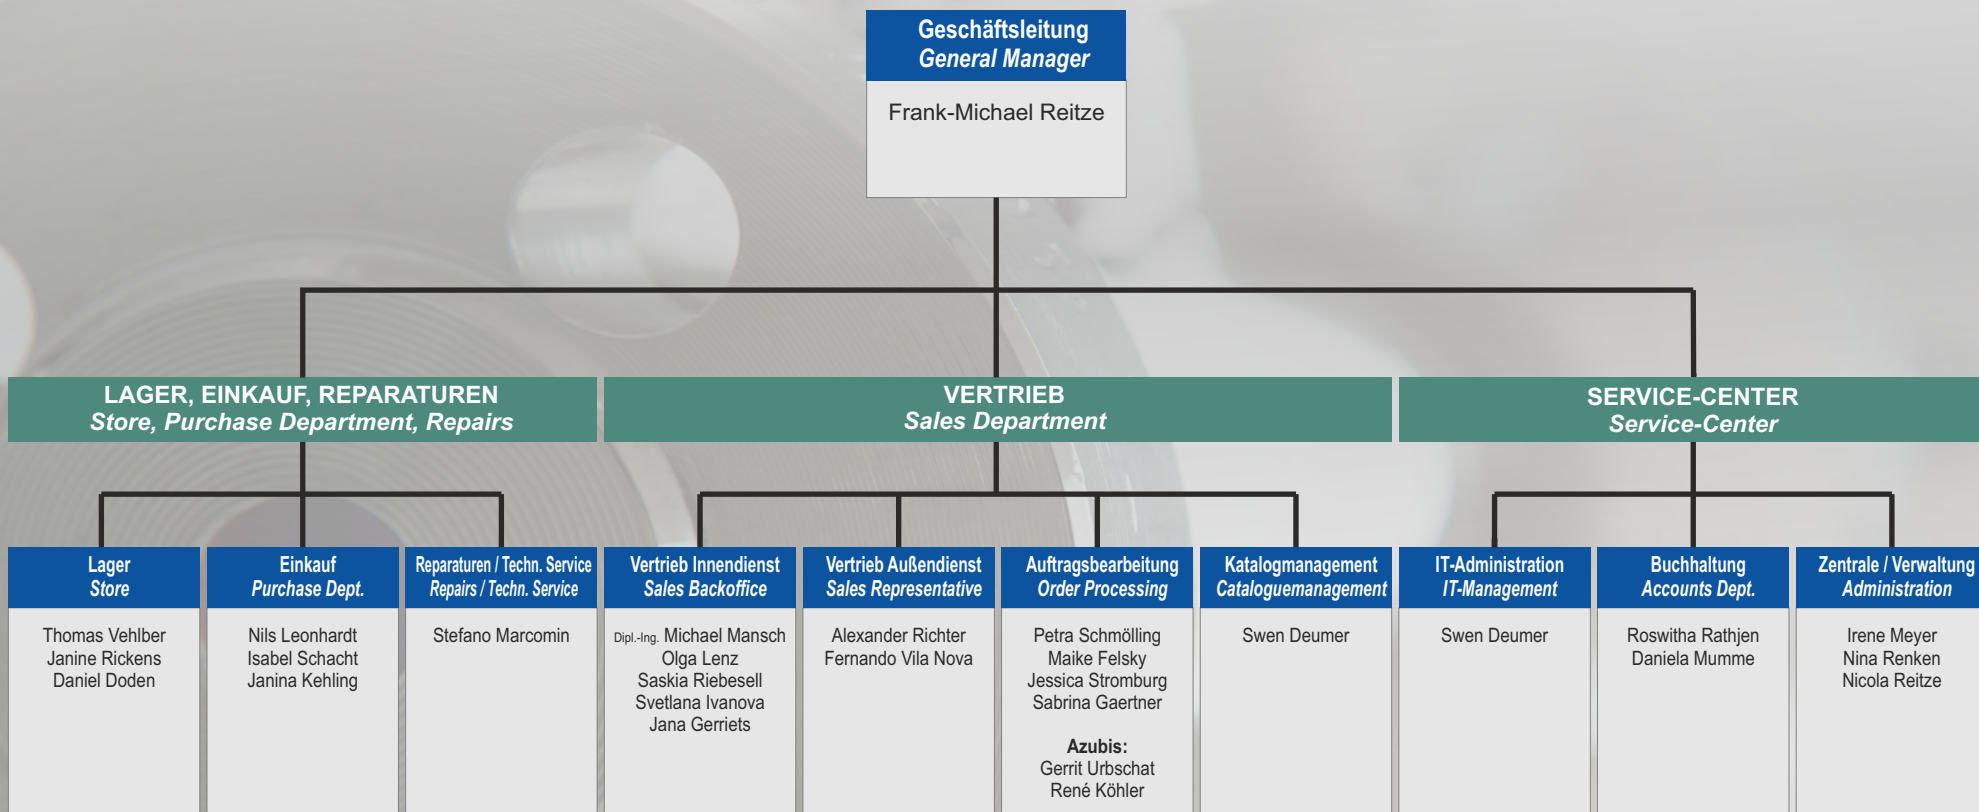 Geschäftsleitung
General Manager
Frank-Michael Reitze
LAGER, EINKAUF, REPARATUREN
Store, Purchase Department, Repairs
VERTRIEB
Sales Department
SERVICE-CENTER
Service-Center
Lager
Store
Thomas Vehlber
Janine Rickens
Daniel Doden
Einkauf
Purchase Dept.
Nils Leonhardt
Isabel Schacht
Janina Kehling
Reparaturen / Techn. Service
Repairs / Techn. Service
Stefano Marcomin
Vertrieb Innendienst
Sales Backoffice
Dipl.-Ing. Michael Mansch
Olga Lenz
Saskia Riebesell
Svetlana Ivanova
Jana Gerriets
Vertrieb Außendienst
Sales Representative
Alexander Richter
Fernando Vila Nova
Auftragsbearbeitung
Order Processing
Petra Schmölling
Maike Felsky
Jessica Stromburg
Sabrina Gaertner
Azubis:
Gerrit Urbschat
René Köhler
Katalogmanagement
Cataloguemanagement
Swen Deumer
IT-Administration
IT-Management
Swen Deumer
Buchhaltung
Accounts Dept.
Roswitha Rathjen
Daniela Mumme
Zentrale / Verwaltung
Administration
Irene Meyer
Nina Renken
Nicola Reitze